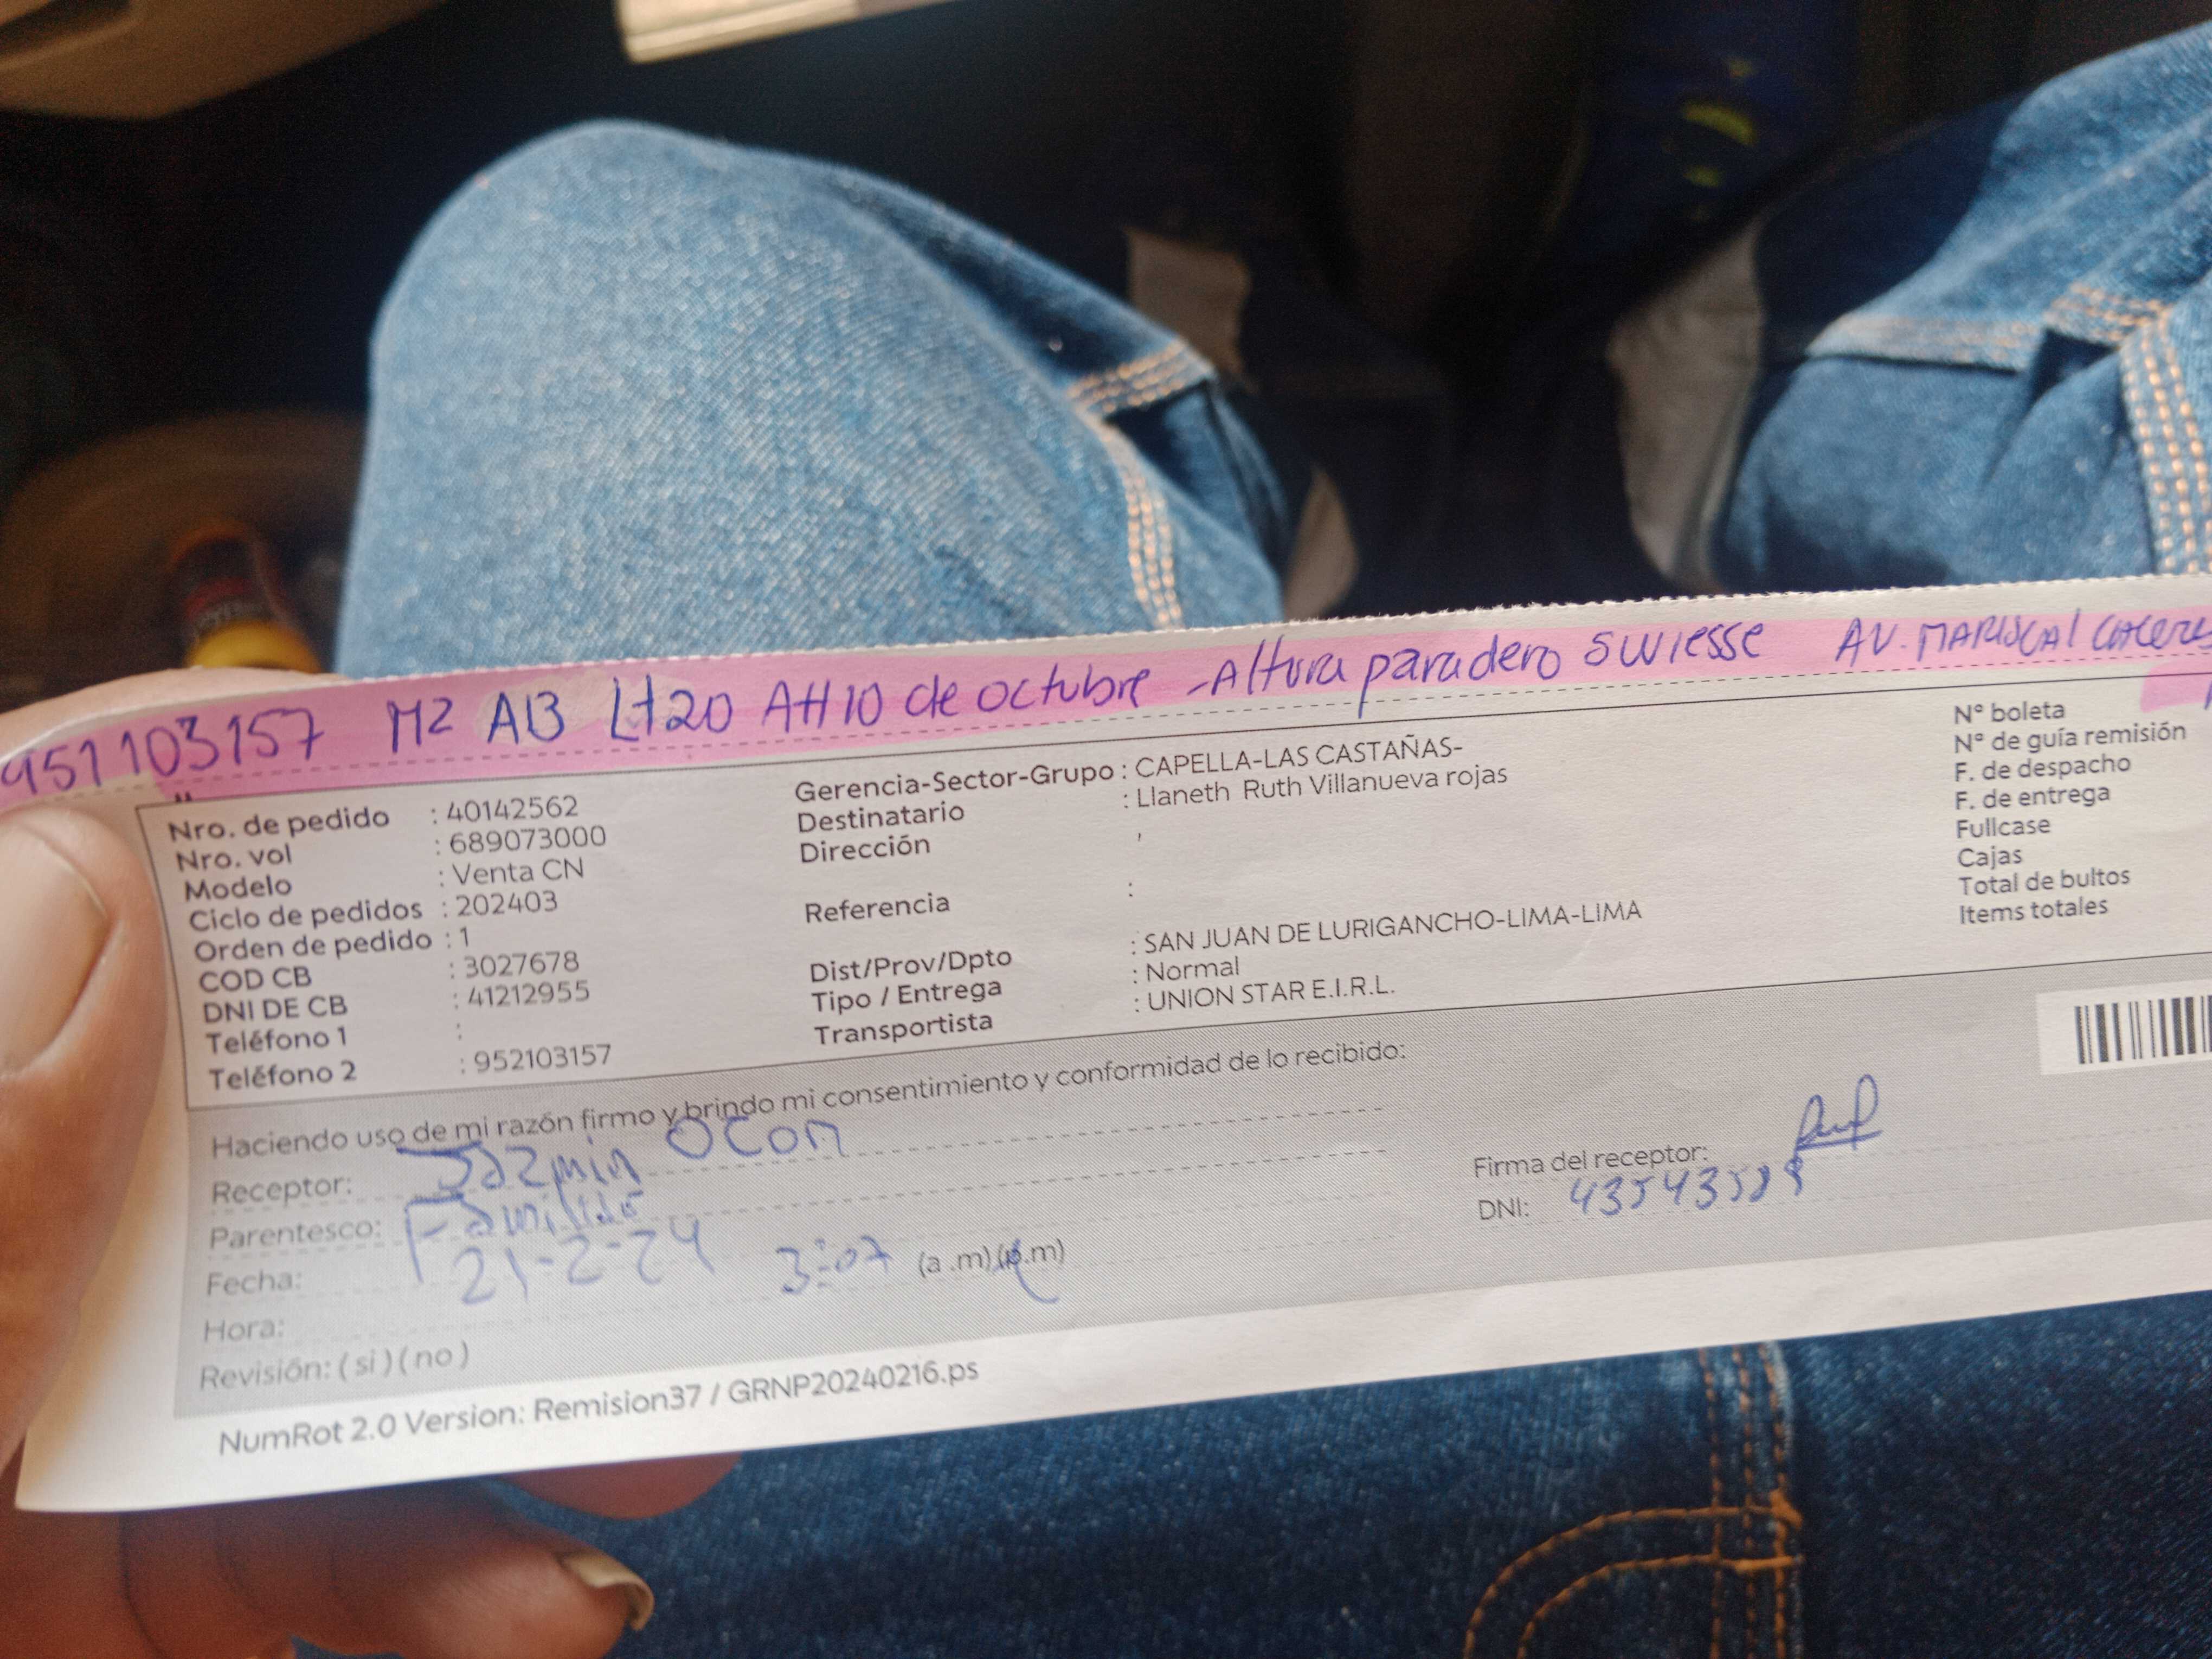 951103157 MZ AB Lt20 AH 10 de octubre - Altura paradero swiesse AV. MARISCAL CACERES
Nro. de pedido : 40142562
Nro. vol : 689073000
Modelo : Venta CN
Ciclo de pedidos : 202403
Orden de pedido : 1
COD CB : 3027678
DNI DE CB : 41212955
Teléfono 1 :
Teléfono 2 : 952103157
Gerencia-Sector-Grupo : CAPELLA-LAS CASTAÑAS-
Destinatario : Llaneth Ruth Villanueva rojas
Dirección ,
Referencia :
Dist/Prov/Dpto : SAN JUAN DE LURIGANCHO-LIMA-LIMA
Tipo / Entrega : Normal
Transportista : UNION STAR E.I.R.L.
N° boleta
N° de guía remisión
F. de despacho
F. de entrega
Fullcase
Cajas
Total de bultos
Items totales
Haciendo uso de mi razón firmo y brindo mi consentimiento y conformidad de lo recibido:
Receptor: Jazmin Ocon
Parentesco: Familia
Fecha: 21-2-24
Hora: 3:07 (a .m) (p.m)
Revisión: ( si ) ( no )
Firma del receptor:
DNI:
NumRot 2.0 Version: Remision37 / GRNP20240216.ps